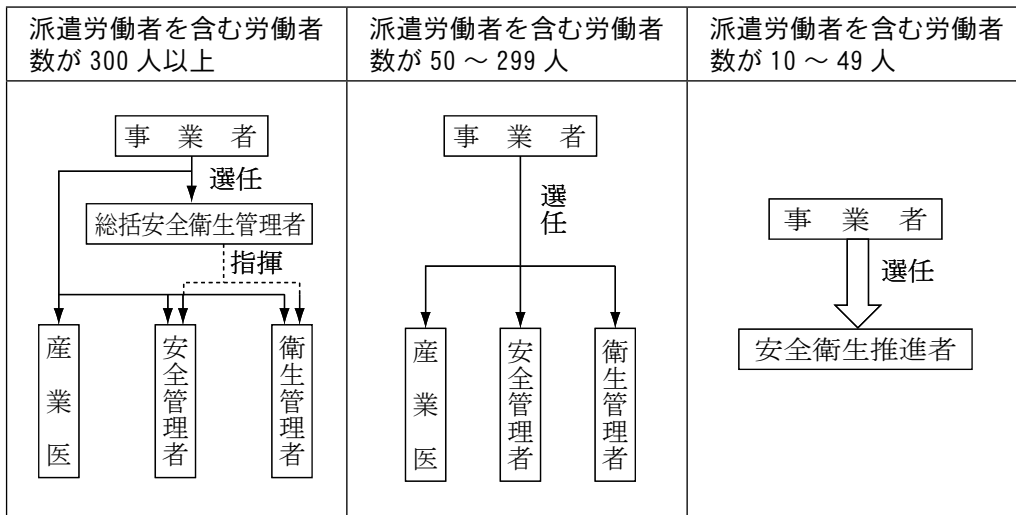 派遣労働者を含む労働者
数が 300 人以上
事業者
選任
総括安全衛生管理者
指揮
産業医
安全管理者
衛生管理者
派遣労働者を含む労働者
数が 50 ～ 299 人
事業者
選任
産業医
安全管理者
衛生管理者
派遣労働者を含む労働者
数が 10 ～ 49 人
事業者
選任
安全衛生推進者